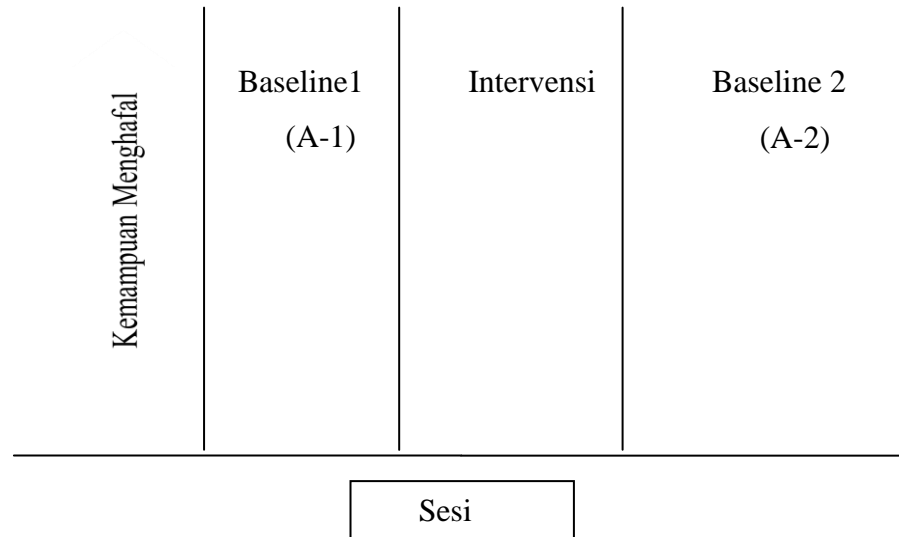 Kemampuan Menghafal
Baseline1
(A-1)
Intervensi
Baseline 2
(A-2)
Sesi